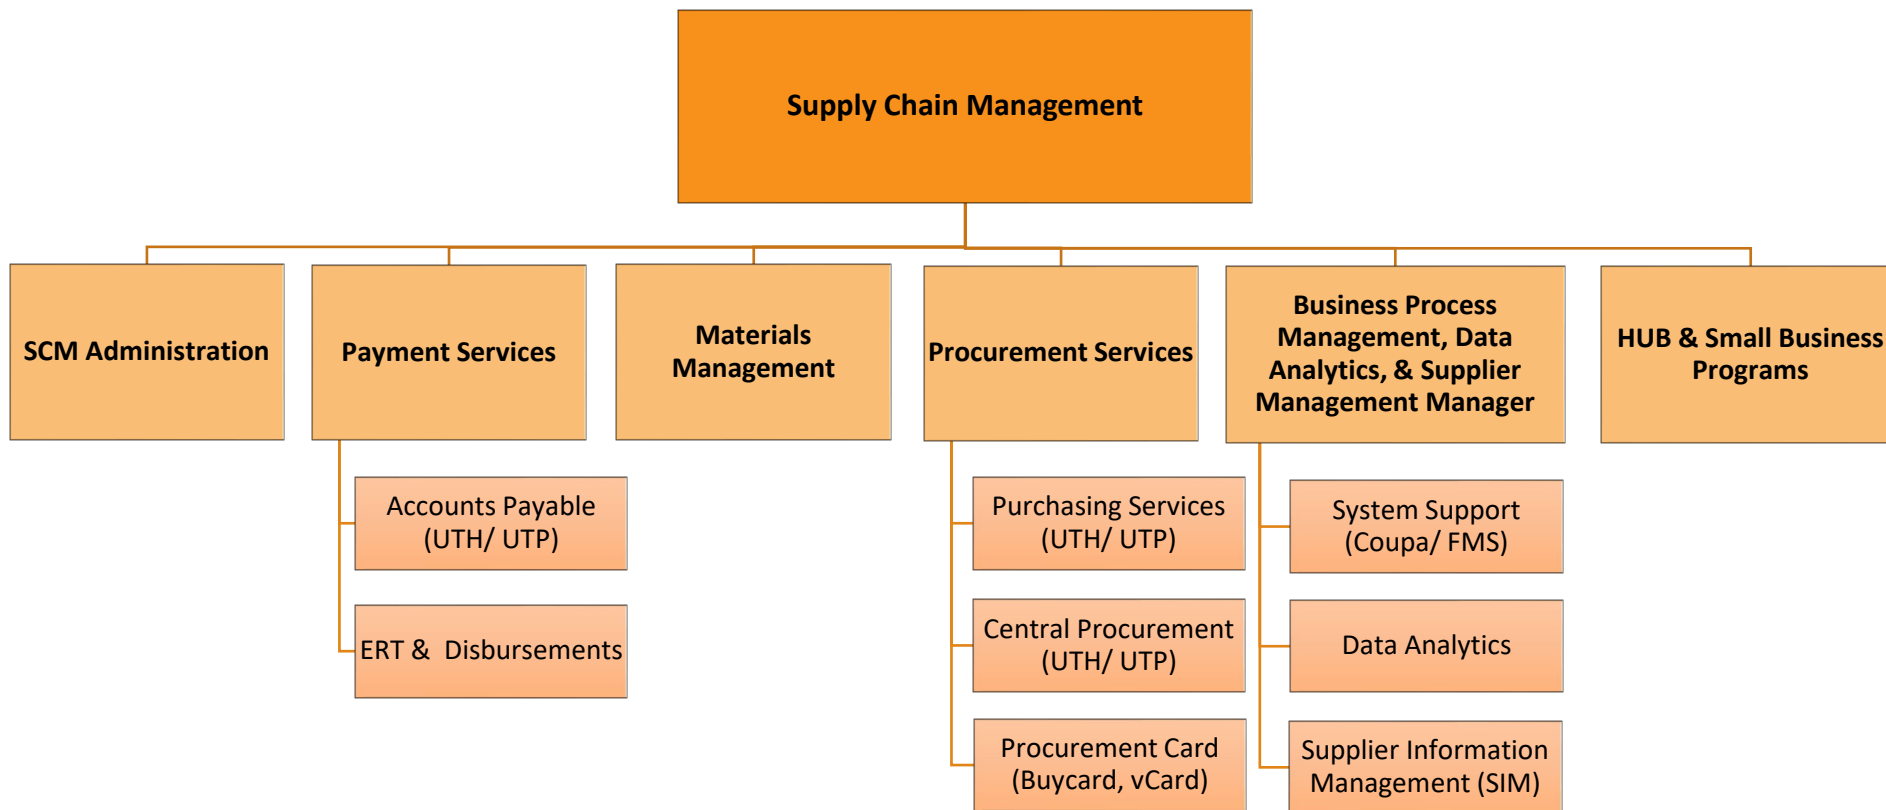 Supply Chain Management
SCM Administration
Payment Services
Materials
Management
Procurement Services
Business Process
Management, Data
Analytics, & Supplier
Management Manager
HUB & Small Business
Programs
Accounts Payable
(UTH/ UTP)
ERT &  Disbursements
Purchasing Services
(UTH/ UTP)
Central Procurement
(UTH/ UTP)
Procurement Card
(Buycard, vCard)
System Support
(Coupa/ FMS)
Data Analytics
Supplier Information
Management (SIM)